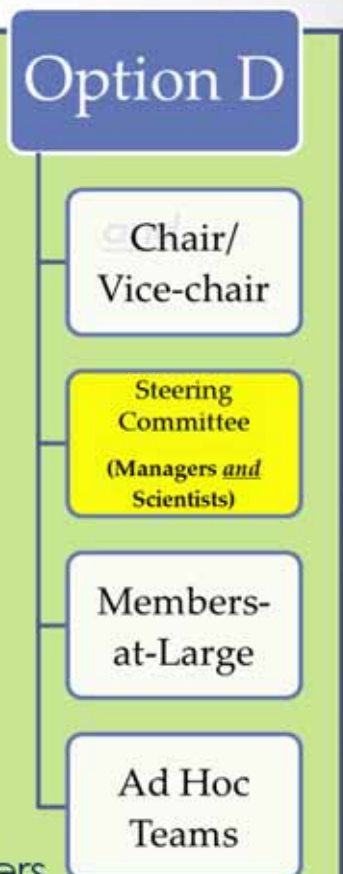 Option D
Chair/
Vice-chair
Steering
Committee
(Managers and
Scientists)
Members-
at-Large
Ad Hoc
Teams